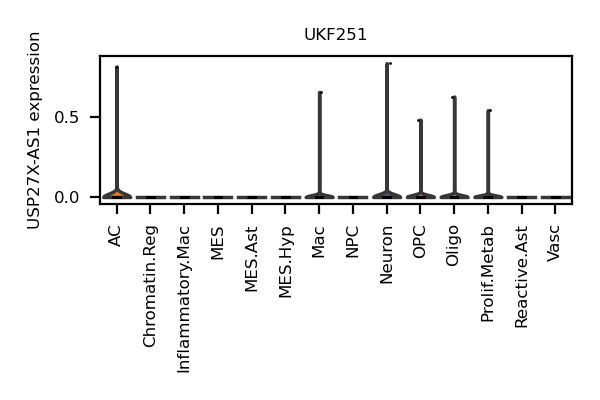 UKF251
USP27X-AS1 expression
0.5
0.0
AC
Chromatin.Reg
Inflammatory.Mac
MES
MES.Ast
MES.Hyp
Mac
NPC
Neuron
OPC
Oligo
Prolif.Metab
Reactive.Ast
Vasc